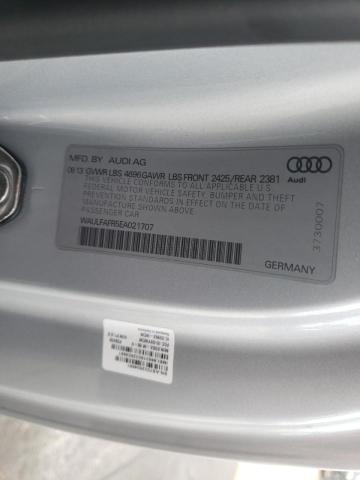 MFD. BY AUDI AG
08 13 GVWR LBS 4696 GAWR LBS FRONT 2425/REAR 2381
THIS VEHICLE CONFORMS TO ALL APPLICABLE U.S.
FEDERAL MOTOR VEHICLE SAFETY, BUMPER AND THEFT
PREVENTION STANDARDS IN EFFECT ON THE DATE OF
MANUFACTURE SHOWN ABOVE.
PASSENGER CAR
WAULFAFR5EA021707
Audi
3730007
GERMANY